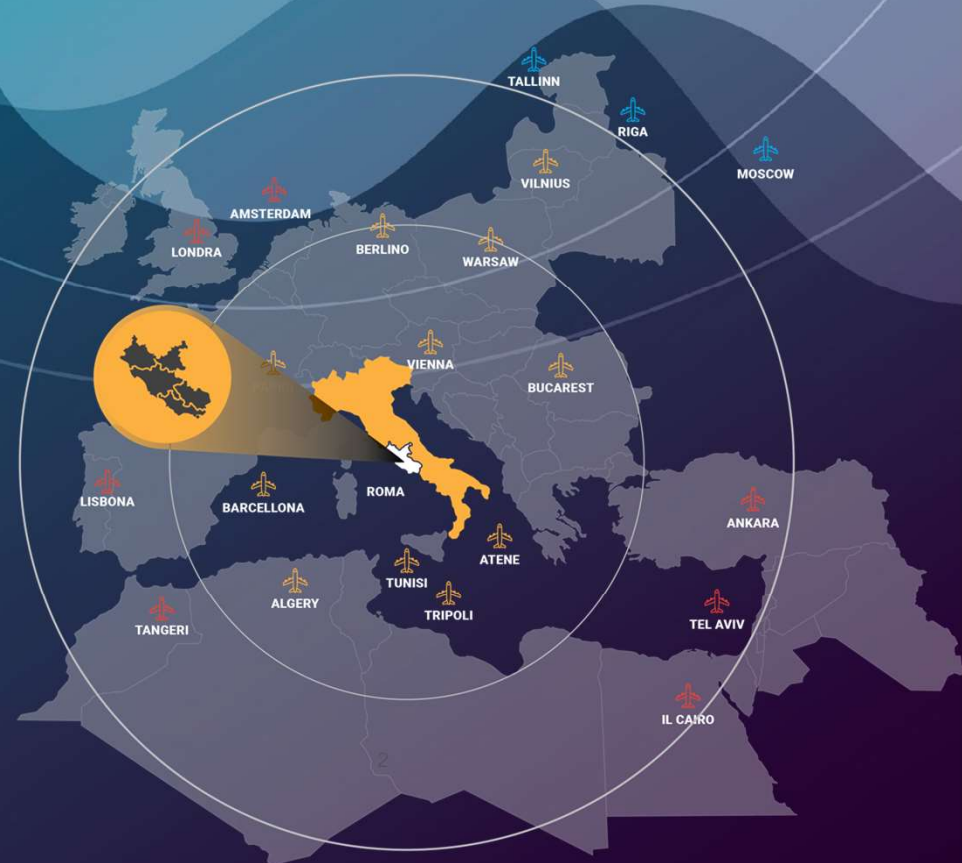 TALLINN
RIGA
MOSCOW
VILNIUS
AMSTERDAM
LONDRA
BERLINO
WARSAW
VIENNA
BUCAREST
LISBONA
BARCELLONA
ROMA
ANKARA
ATENE
TUNISI
ALGERY
TRIPOLI
TANGERI
TEL AVIV
IL CAIRO
2